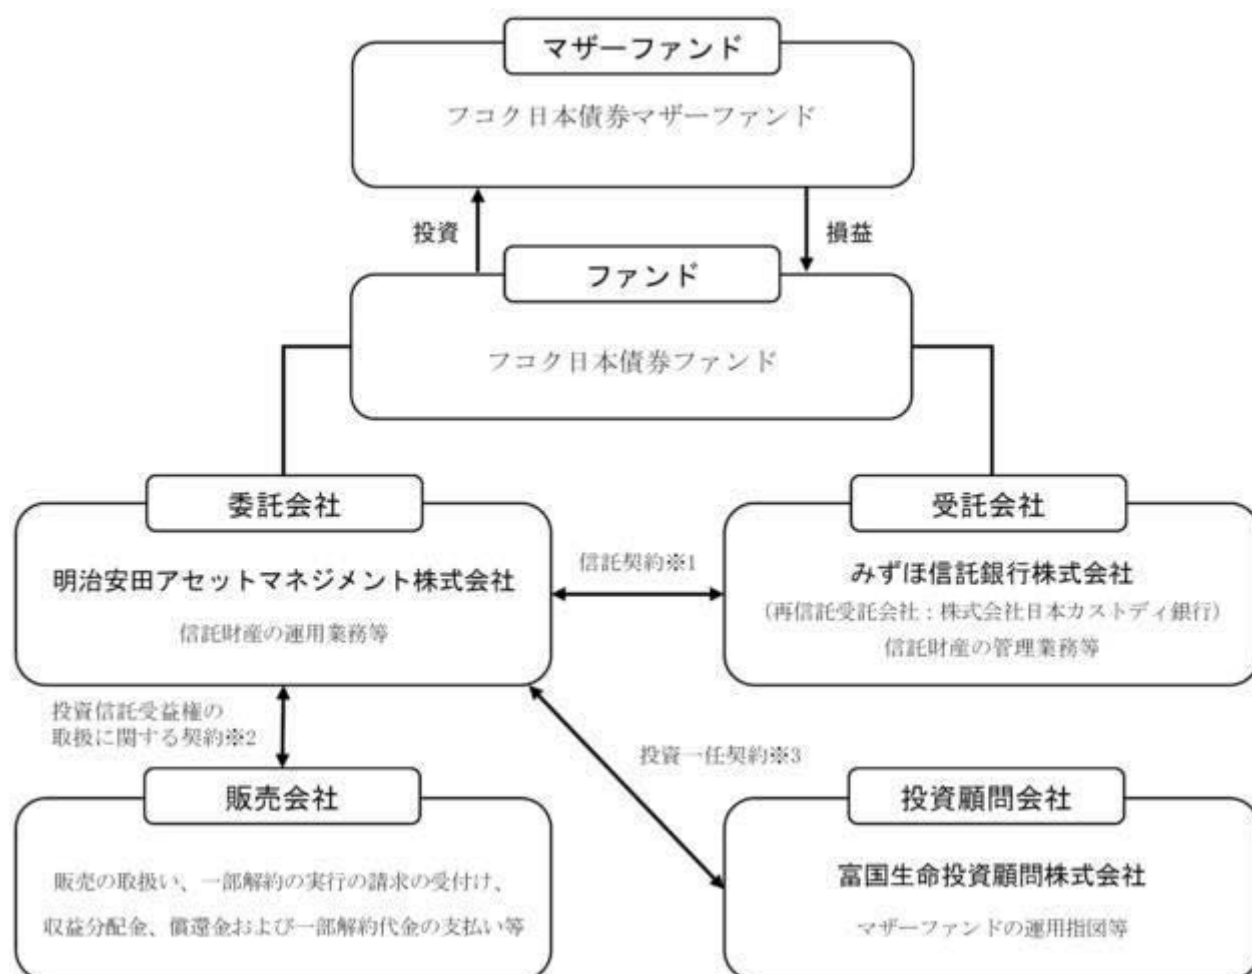 マザーファンド
フコク日本債券マザーファンド
投資
損益
ファンド
フコク日本債券ファンド
委託会社
明治安田アセットマネジメント株式会社
信託財産の運用業務等
信託契約※1
受託会社
みずほ信託銀行株式会社
(再信託受託会社：株式会社日本カストディ銀行)
信託財産の管理業務等
投資信託受益権の
取扱に関する契約※2
投資一任契約※3
販売会社
販売の取扱い、一部解約の実行の請求の受付け、
収益分配金、償還金および一部解約代金の支払い等
投資顧問会社
富国生命投資顧問株式会社
マザーファンドの運用指図等